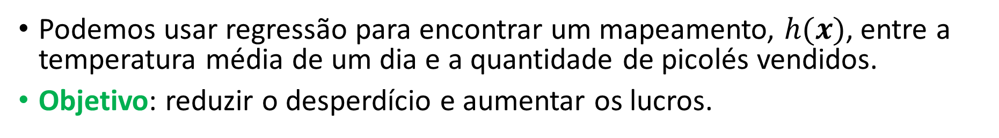 • Podemos usar regressão para encontrar um mapeamento, h(x), entre a
temperatura média de um dia e a quantidade de picolés vendidos.
• Objetivo: reduzir o desperdício e aumentar os lucros.